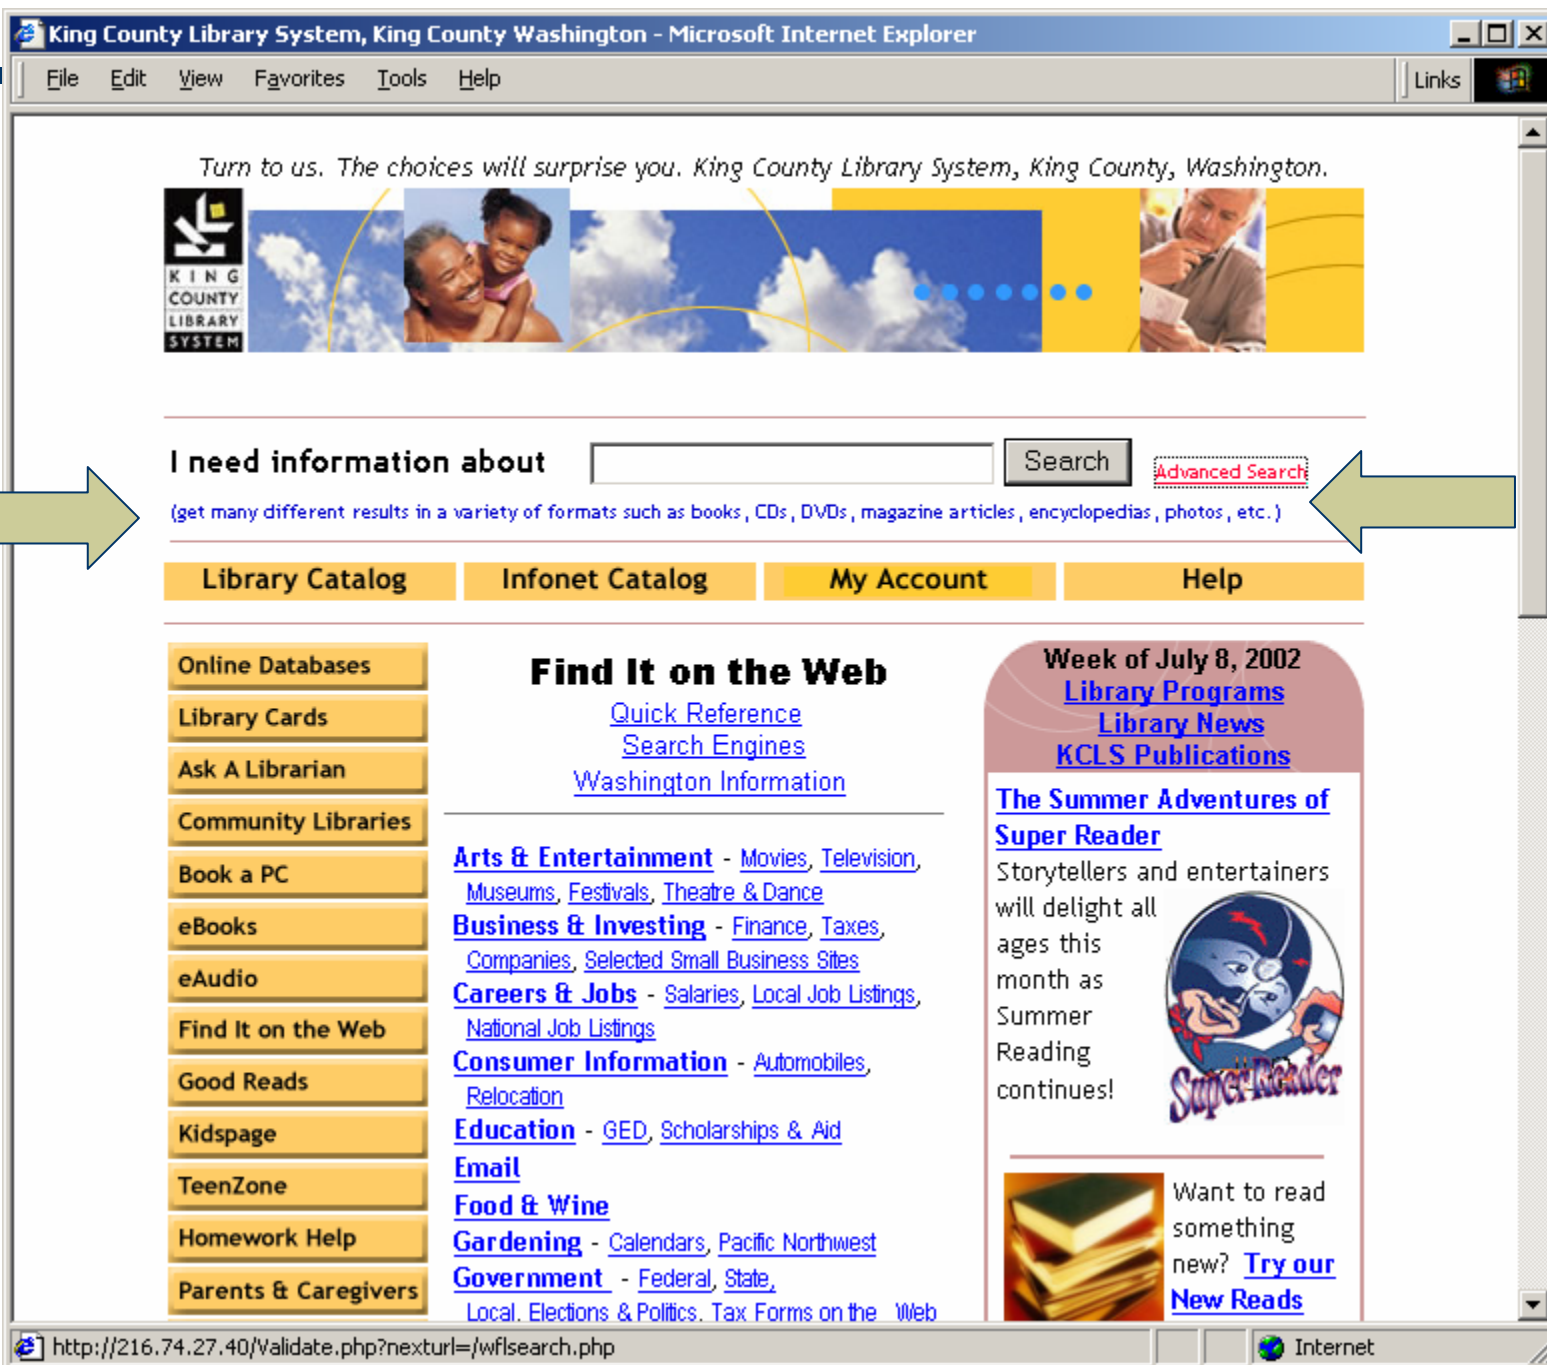 King County Library System, King County Washington - Microsoft Internet Explorer
File Edit View Favorites Tools Help Links
Turn to us. The choices will surprise you. King County Library System, King County, Washington.
KING
COUNTY
LIBRARY
SYSTEM
I need information about Search Advanced Search
(get many different results in a variety of formats such as books, CDs, DVDs, magazine articles, encyclopedias, photos, etc.)
Library Catalog Infonet Catalog My Account Help
Online Databases
Library Cards
Ask A Librarian
Community Libraries
Book a PC
eBooks
eAudio
Find It on the Web
Good Reads
Kidspage
TeenZone
Homework Help
Parents & Caregivers
Find It on the Web
Quick Reference
Search Engines
Washington Information
Arts & Entertainment - Movies, Television,
Museums, Festivals, Theatre & Dance
Business & Investing - Finance, Taxes,
Companies, Selected Small Business Sites
Careers & Jobs - Salaries, Local Job Listings,
National Job Listings
Consumer Information - Automobiles,
Relocation
Education - GED, Scholarships & Aid
Email
Food & Wine
Gardening - Calendars, Pacific Northwest
Government - Federal, State,
Local, Elections & Politics, Tax Forms on the Web
Week of July 8, 2002
Library Programs
Library News
KCLS Publications
The Summer Adventures of
Super Reader
Storytellers and entertainers
will delight all
ages this
month as
Summer
Reading
continues!
SuperReader
Want to read
something
new? Try our
New Reads
http://216.74.27.40/Validate.php?nexturl=/wflsearch.php Internet